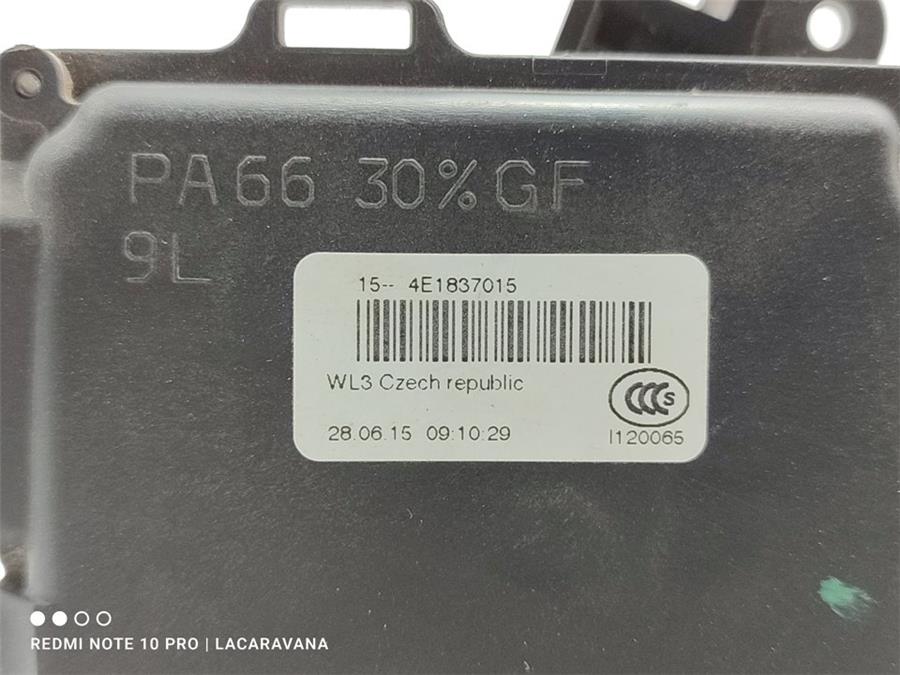 PA66 30%GF
9L
15-- 4E1837015
WL3 Czech republic
CCC S
28.06.15 09:10:29
I120065
REDMI NOTE 10 PRO | LACARAVANA